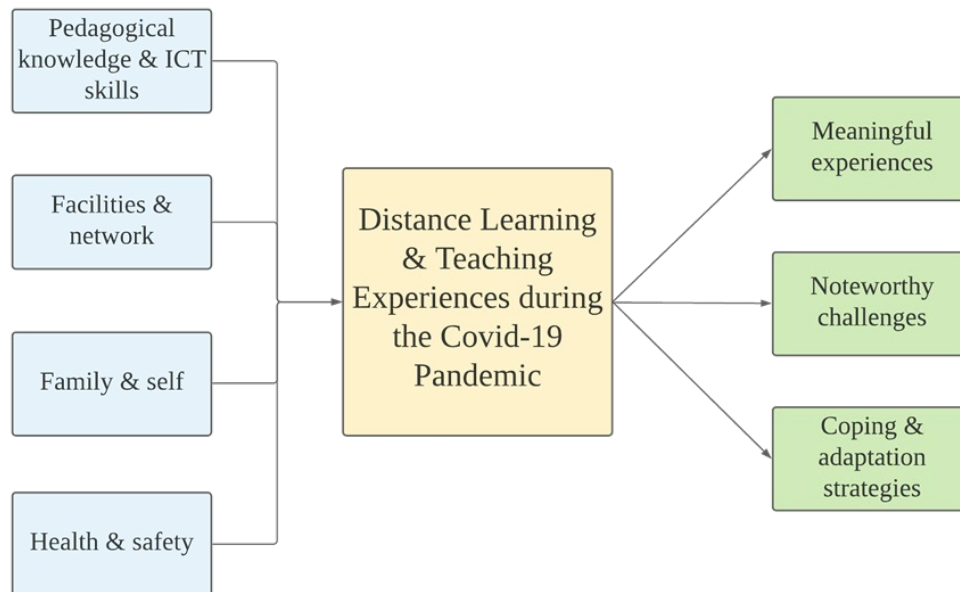 Pedagogical
knowledge & ICT
skills
Facilities &
network
Family & self
Health & safety
Distance Learning
& Teaching
Experiences during
the Covid-19
Pandemic
Meaningful
experiences
Noteworthy
challenges
Coping &
adaptation
strategies